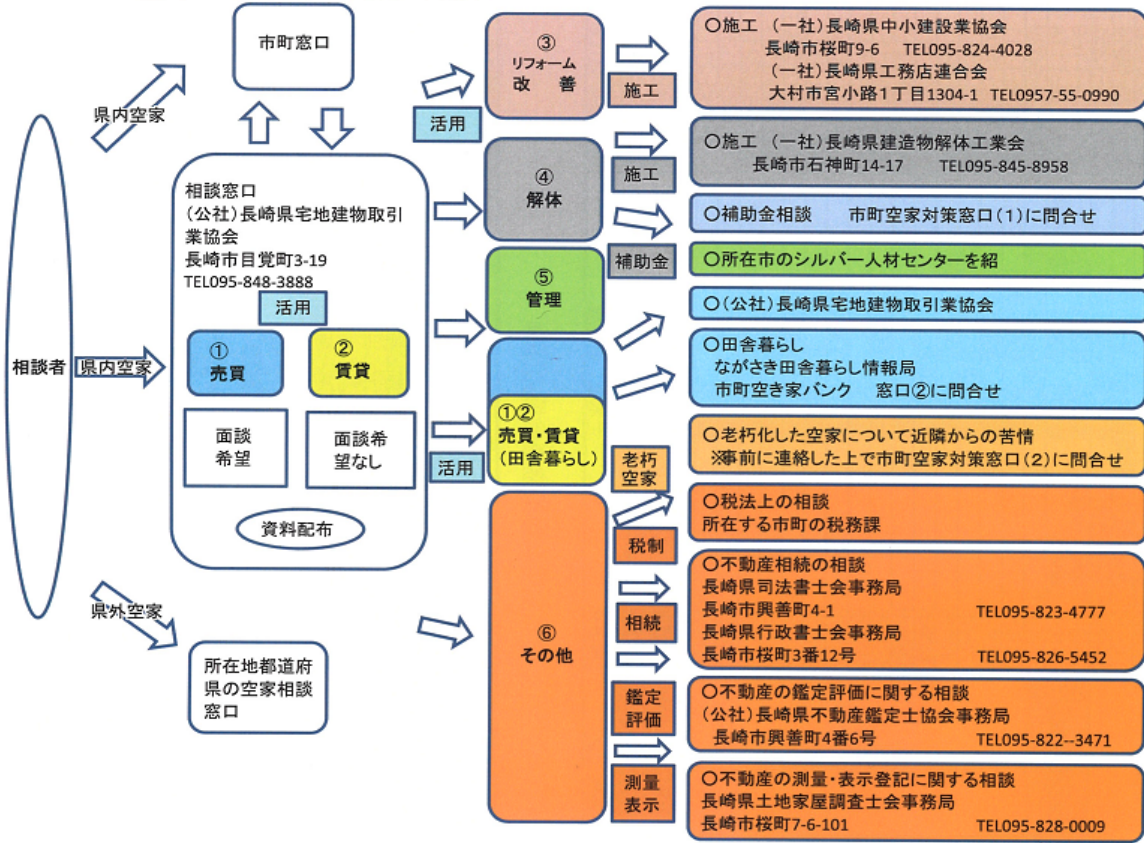 市町窓口
県内空家
相談者
県内空家
県外空家
相談窓口
(公社)長崎県宅地建物取引
業協会
長崎市目覚町3-19
TEL095-848-3888
活用
①
売買
②
賃貸
面談
希望
面談希
望なし
資料配布
所在地都道府
県の空家相談
窓口
活用
活用
③
リフォーム
改 善
④
解体
⑤
管理
①②
売買・賃貸
(田舎暮らし)
⑥
その他
施工
施工
補助金
老朽
空家
税制
相続
鑑定
評価
測量
表示
○施工 (一社)長崎県中小建設業協会
長崎市桜町9-6 TEL095-824-4028
(一社)長崎県工務店連合会
大村市宮小路1丁目1304-1 TEL0957-55-0990
○施工 (一社)長崎県建造物解体工業会
長崎市石神町14-17 TEL095-845-8958
○補助金相談 市町空家対策窓口(1)に問合せ
○所在市のシルバー人材センターを紹
○(公社)長崎県宅地建物取引業協会
○田舎暮らし
ながさき田舎暮らし情報局
市町空き家バンク 窓口②に問合せ
○老朽化した空家について近隣からの苦情
※事前に連絡した上で市町空家対策窓口(2)に問合せ
○税法上の相談
所在する市町の税務課
○不動産相続の相談
長崎県司法書士会事務局
長崎市興善町4-1 TEL095-823-4777
長崎県行政書士会事務局
長崎市桜町3番12号 TEL095-826-5452
○不動産の鑑定評価に関する相談
(公社)長崎県不動産鑑定士協会事務局
長崎市興善町4番6号 TEL095-822--3471
○不動産の測量・表示登記に関する相談
長崎県土地家屋調査士会事務局
長崎市桜町7-6-101 TEL095-828-0009